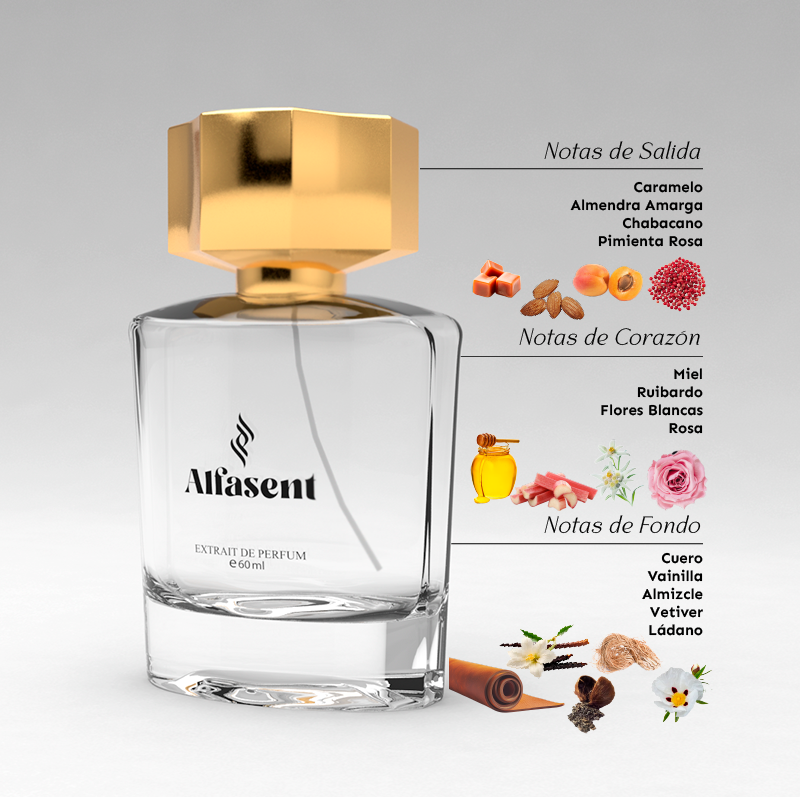 Alfasent
EXTRAIT DE PERFUM
e 60 ml
Notas de Salida
Caramelo
Almendra Amarga
Chabacano
Pimienta Rosa
Notas de Corazón
Miel
Ruibardo
Flores Blancas
Rosa
Notas de Fondo
Cuero
Vainilla
Almizcle
Vetiver
Ládano